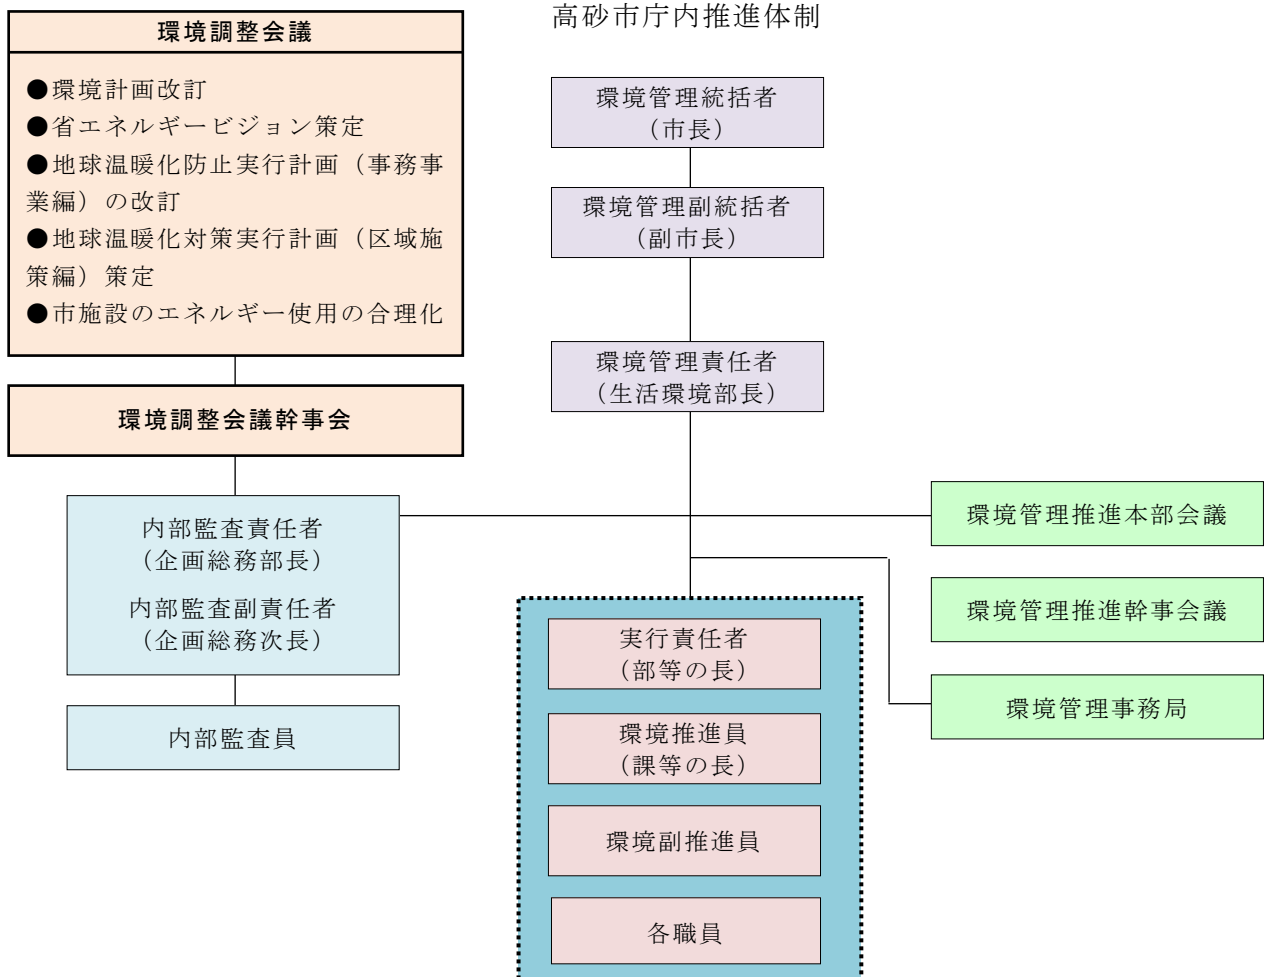 高砂市庁内推進体制
環境調整会議
●環境計画改訂
●省エネルギービジョン策定
●地球温暖化防止実行計画（事務事
業編）の改訂
●地球温暖化対策実行計画（区域施
策編）策定
●市施設のエネルギー使用の合理化
環境調整会議幹事会
内部監査責任者
（企画総務部長）
内部監査副責任者
（企画総務次長）
内部監査員
環境管理統括者
（市長）
環境管理副統括者
（副市長）
環境管理責任者
（生活環境部長）
実行責任者
（部等の長）
環境推進員
（課等の長）
環境副推進員
各職員
環境管理推進本部会議
環境管理推進幹事会議
環境管理事務局